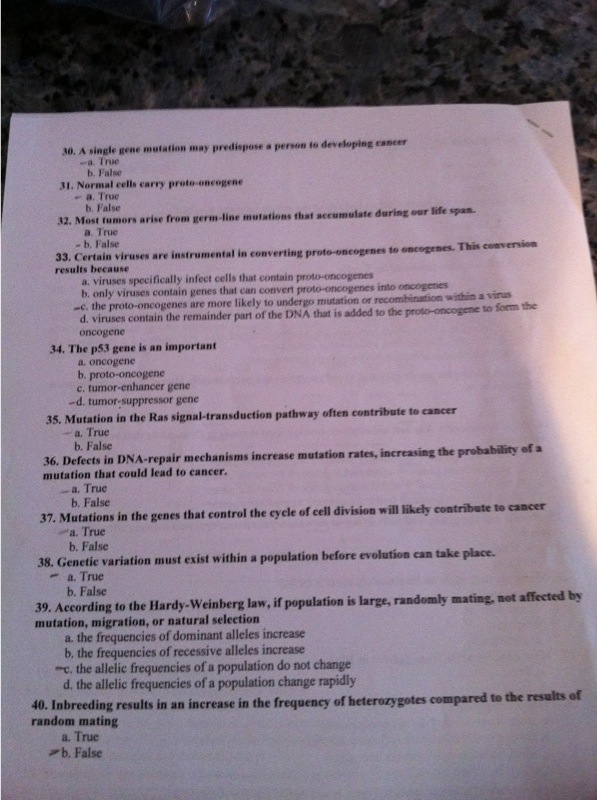 30. A single gene mutation may predispose a person to developing cancer
-a. True
b. False
31. Normal cells carry proto-oncogene
- a. True
b. False
32. Most tumors arise from germ-line mutations that accumulate during our life span.
a. True
- b. False
33. Certain viruses are instrumental in converting proto-oncogenes to oncogenes. This conversion
results because
a. viruses specifically infect cells that contain proto-oncogenes
b. only viruses contain genes that can convert proto-oncogenes into oncogenes
-c. the proto-oncogenes are more likely to undergo mutation or recombination within a virus
d. viruses contain the remainder part of the DNA that is added to the proto-oncogene to form the
oncogene
34. The p53 gene is an important
a. oncogene
b. proto-oncogene
c. tumor-enhancer gene
-d. tumor-suppressor gene
35. Mutation in the Ras signal-transduction pathway often contribute to cancer
- a. True
b. False
36. Defects in DNA-repair mechanisms increase mutation rates, increasing the probability of a
mutation that could lead to cancer.
- a. True
b. False
37. Mutations in the genes that control the cycle of cell division will likely contribute to cancer
-a. True
b. False
38. Genetic variation must exist within a population before evolution can take place.
- a. True
b. False
39. According to the Hardy-Weinberg law, if population is large, randomly mating, not affected by
mutation, migration, or natural selection
a. the frequencies of dominant alleles increase
b. the frequencies of recessive alleles increase
-c. the allelic frequencies of a population do not change
d. the allelic frequencies of a population change rapidly
40. Inbreeding results in an increase in the frequency of heterozygotes compared to the results of
random mating
a. True
-b. False